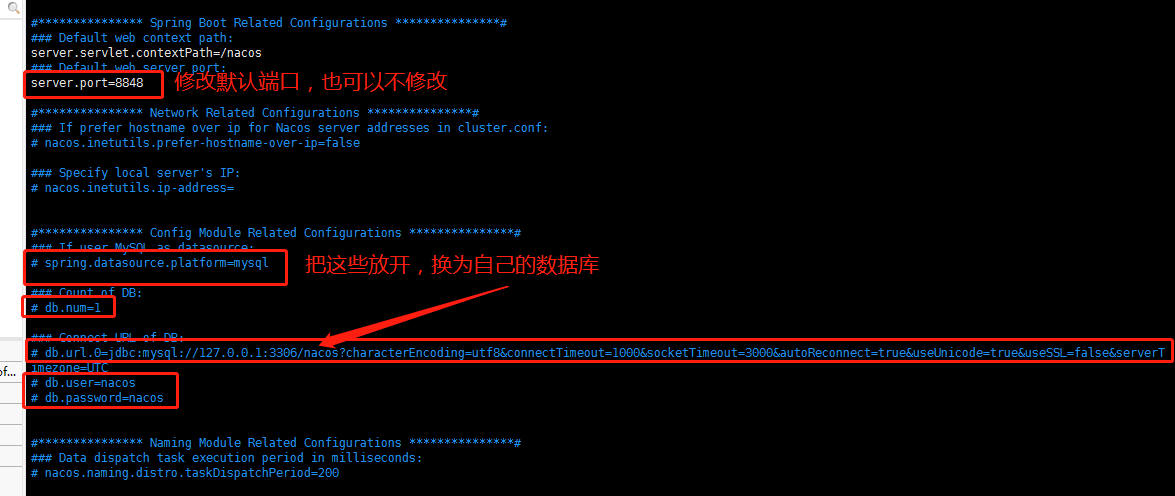 #*************** Spring Boot Related Configurations ***************#
### Default web context path:
server.servlet.contextPath=/nacos
### Default web server port:
server.port=8848
修改默认端口，也可以不修改
#*************** Network Related Configurations ***************#
### If prefer hostname over ip for Nacos server addresses in cluster.conf:
# nacos.inetutils.prefer-hostname-over-ip=false
### Specify local server's IP:
# nacos.inetutils.ip-address=
#*************** Config Module Related Configurations ***************#
### If user MySQL as datasource:
# spring.datasource.platform=mysql
把这些放开，换为自己的数据库
### Count of DB:
# db.num=1
### Connect URL of DB:
# db.url.0=jdbc:mysql://127.0.0.1:3306/nacos?characterEncoding=utf8&connectTimeout=1000&socketTimeout=3000&autoReconnect=true&useUnicode=true&useSSL=false&serverT
imezone=UTC
of...
# db.user=nacos
# db.password=nacos
#*************** Naming Module Related Configurations ***************#
### Data dispatch task execution period in milliseconds:
# nacos.naming.distro.taskDispatchPeriod=200